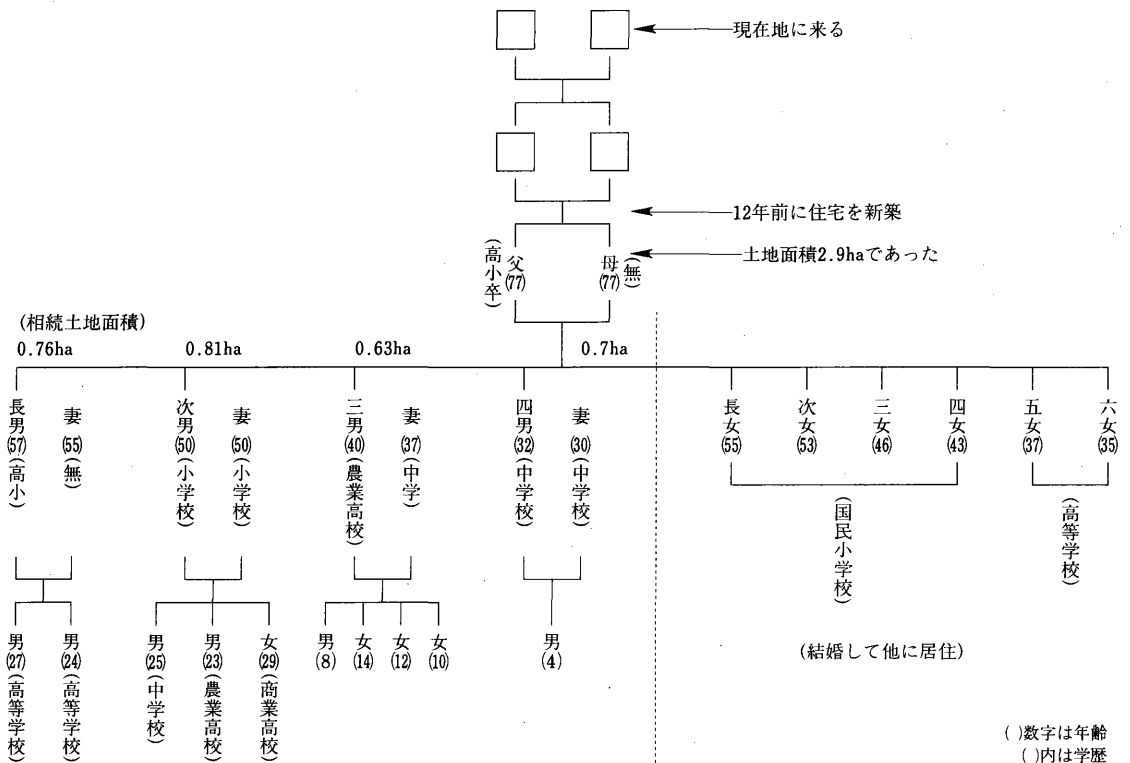 現在地に来る
12年前に住宅を新築
土地面積2.9haであった
父(77)(高小卒)
母(77)(無)
(相続土地面積)
0.76ha
0.81ha
0.63ha
0.7ha
長男(57)(高小)
妻(55)(無)
次男(50)(小学校)
妻(50)(小学校)
三男(40)(農業高校)
妻(37)(中学)
四男(32)(中学校)
妻(30)(中学校)
長女(55)
次女(53)
三女(46)
四女(43)
五女(37)
六女(35)
(国民小学校)
(高等学校)
男(27)(高等学校)
男(24)(高等学校)
男(25)(中学校)
男(23)(農業高校)
女(29)(商業高校)
男(8)
女(14)
女(12)
女(10)
男(4)
(結婚して他に居住)
( )数字は年齢
( )内は学歴